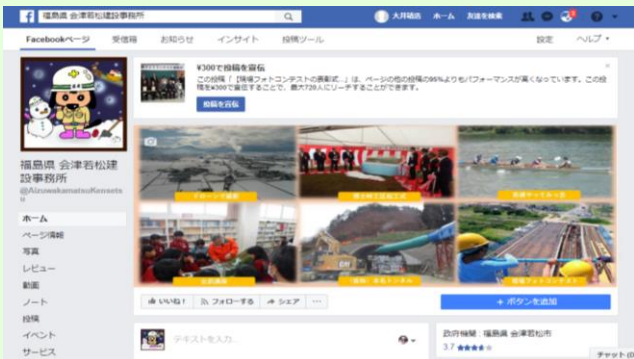 福島県 会津若松建設事務所
大井
ホーム
友達を検索
Facebookページ
受信箱
お知らせ
インサイト
投稿ツール
設定
ヘルプ
¥300で投稿を宣伝
この投稿「「現場フォトコンテストの表彰式...」は、ページの他の投稿の95%よりもパフォーマンスが高くなっています。この投
稿を¥300で宣伝することで、最大720人にリーチすることができます。
投稿を宣伝
福島県 会津若松建
設事務所
@AizuwakamatsuKensets
u
ホーム
ページ情報
写真
レビュー
動画
ノート
投稿
イベント
サービス
現場フォトコンテスト
いいね!
フォローする
シェア
+ ボタンを追加
テキストを入力...
政府機関: 福島県 会津若松市
3.7
チャット(0